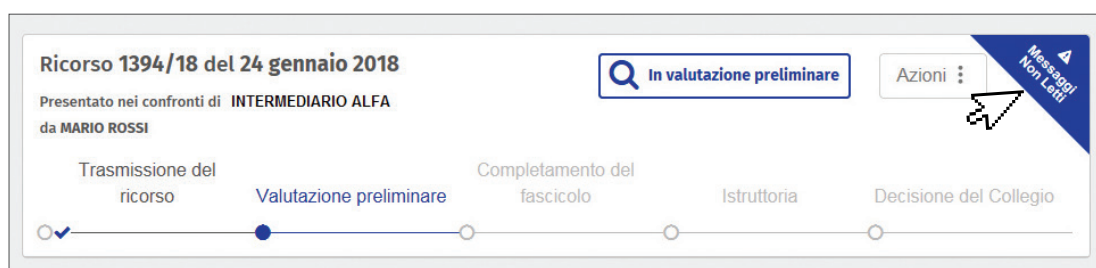 Ricorso 1394/18 del 24 gennaio 2018
In valutazione preliminare
Azioni
Messaggi
Non Letti
Presentato nei confronti di INTERMEDIARIO ALFA
da MARIO ROSSI
Trasmissione del
ricorso
Valutazione preliminare
Completamento del
fascicolo
Istruttoria
Decisione del Collegio